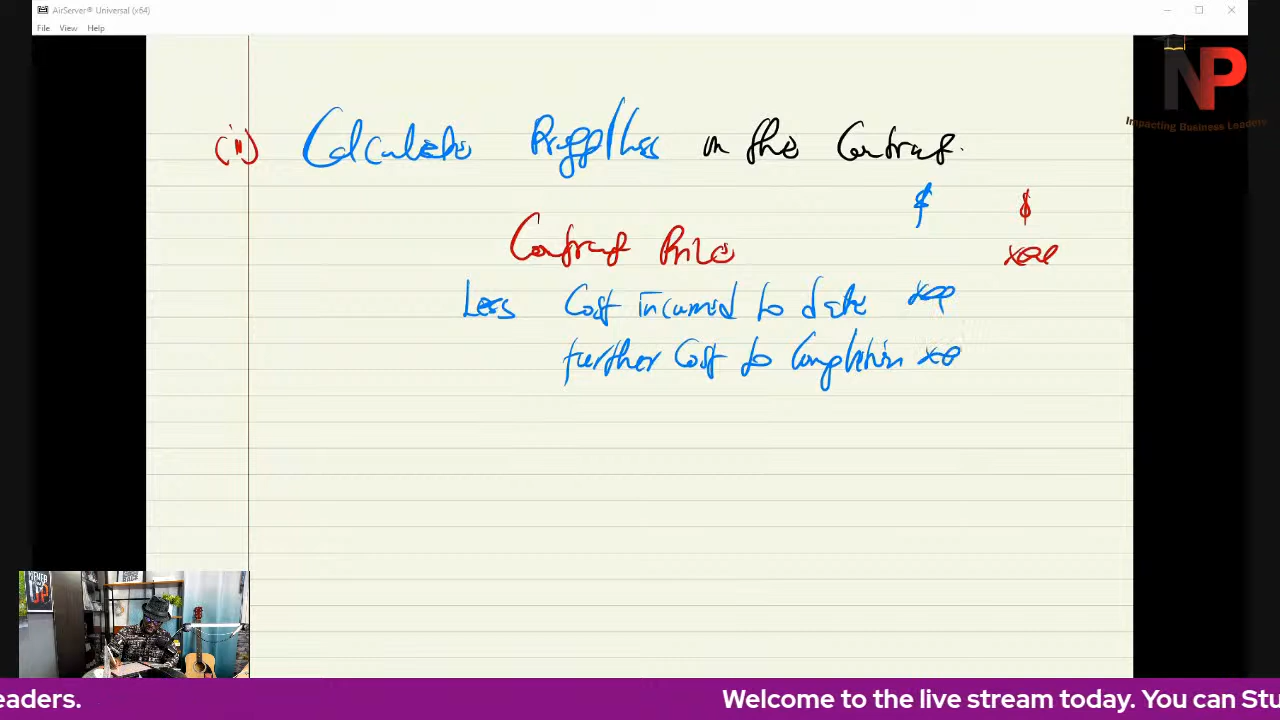 AirServer® Universal (x64)
File View Help
NP
Impacting Business Leaders
(ii) Calculate Profit/Loss on the Contract.
$ $
Contract Price xxx
Less Cost incurred to date xxx
further Cost to Completion xx
eaders. Welcome to the live stream today. You can Stu